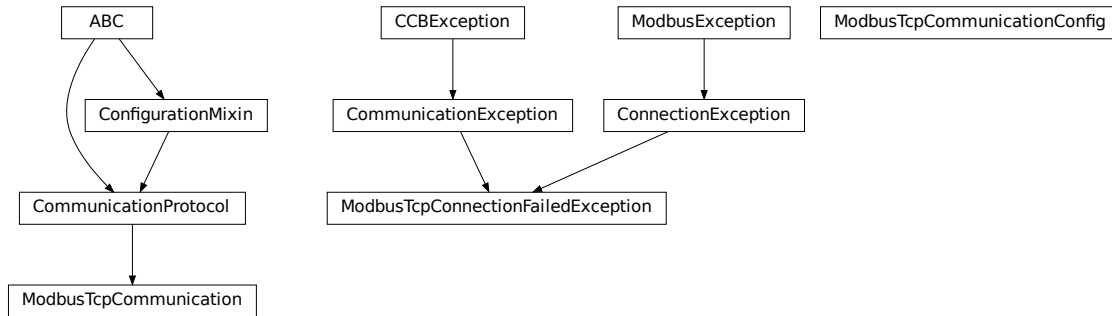 ABC
CCBException
ModbusException
ModbusTcpCommunicationConfig
ConfigurationMixin
CommunicationException
ConnectionException
CommunicationProtocol
ModbusTcpConnectionFailedException
ModbusTcpCommunication